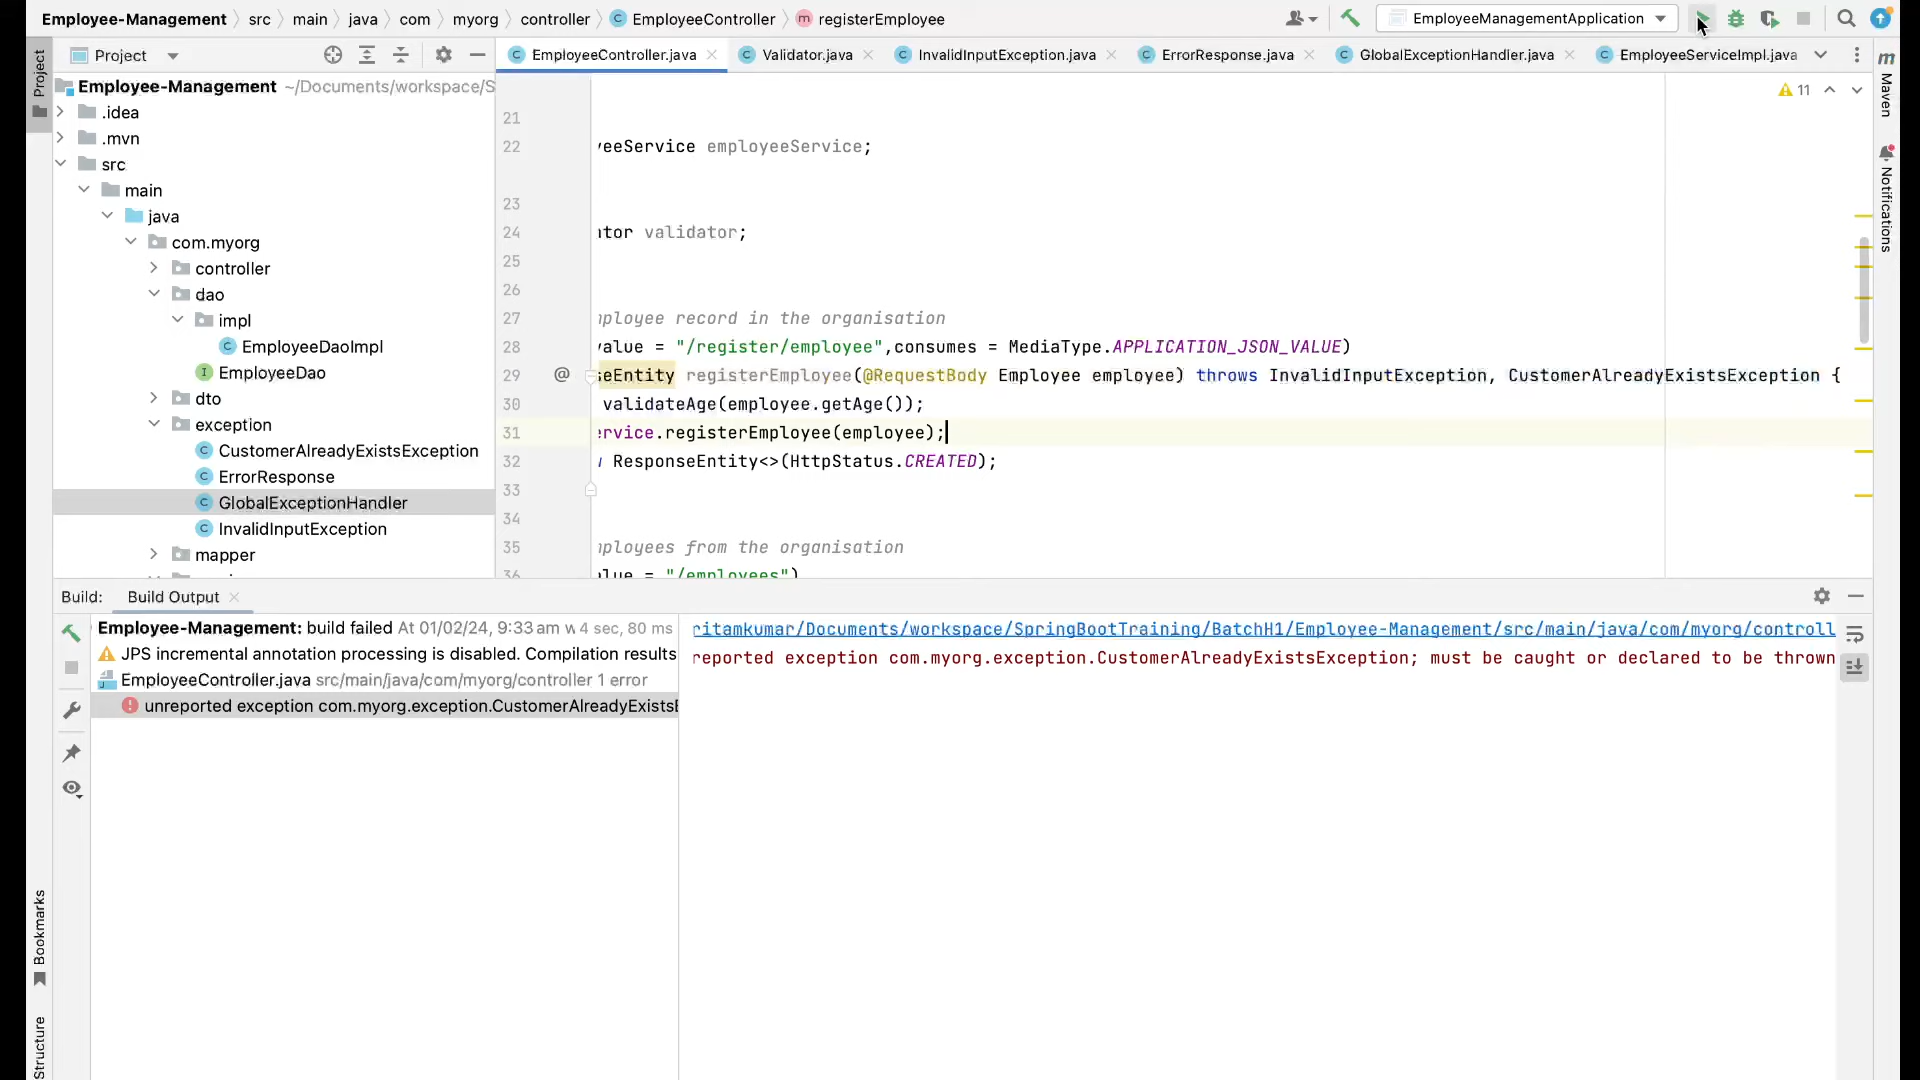 Employee-Management src main java com myorg controller EmployeeController registerEmployee EmployeeManagementApplication
Project
EmployeeController.java Validator.java InvalidInputException.java ErrorResponse.java GlobalExceptionHandler.java EmployeeServiceImpl.java
Project
Maven
Notifications
Employee-Management ~/Documents/workspace/S
.idea
.mvn
src
main
java
com.myorg
controller
dao
impl
EmployeeDaoImpl
EmployeeDao
dto
exception
CustomerAlreadyExistsException
ErrorResponse
GlobalExceptionHandler
InvalidInputException
mapper
11
21
22 eeService employeeService;
23
24 tor validator;
25
26
27 ployee record in the organisation
28 value = "/register/employee",consumes = MediaType.APPLICATION_JSON_VALUE)
29 @ seEntity registerEmployee(@RequestBody Employee employee) throws InvalidInputException, CustomerAlreadyExistsException {
30 validateAge(employee.getAge());
31 ervice.registerEmployee(employee);
32 ResponseEntity<>(HttpStatus.CREATED);
33
34
35 ployees from the organisation
36 alue = "/employees")
Build: Build Output
Employee-Management: build failed At 01/02/24, 9:33 am w 4 sec, 80 ms
JPS incremental annotation processing is disabled. Compilation results
EmployeeController.java src/main/java/com/myorg/controller 1 error
unreported exception com.myorg.exception.CustomerAlreadyExistsE
ritamkumar/Documents/workspace/SpringBootTraining/BatchH1/Employee-Management/src/main/java/com/myorg/controll
reported exception com.myorg.exception.CustomerAlreadyExistsException; must be caught or declared to be thrown
Bookmarks
Structure